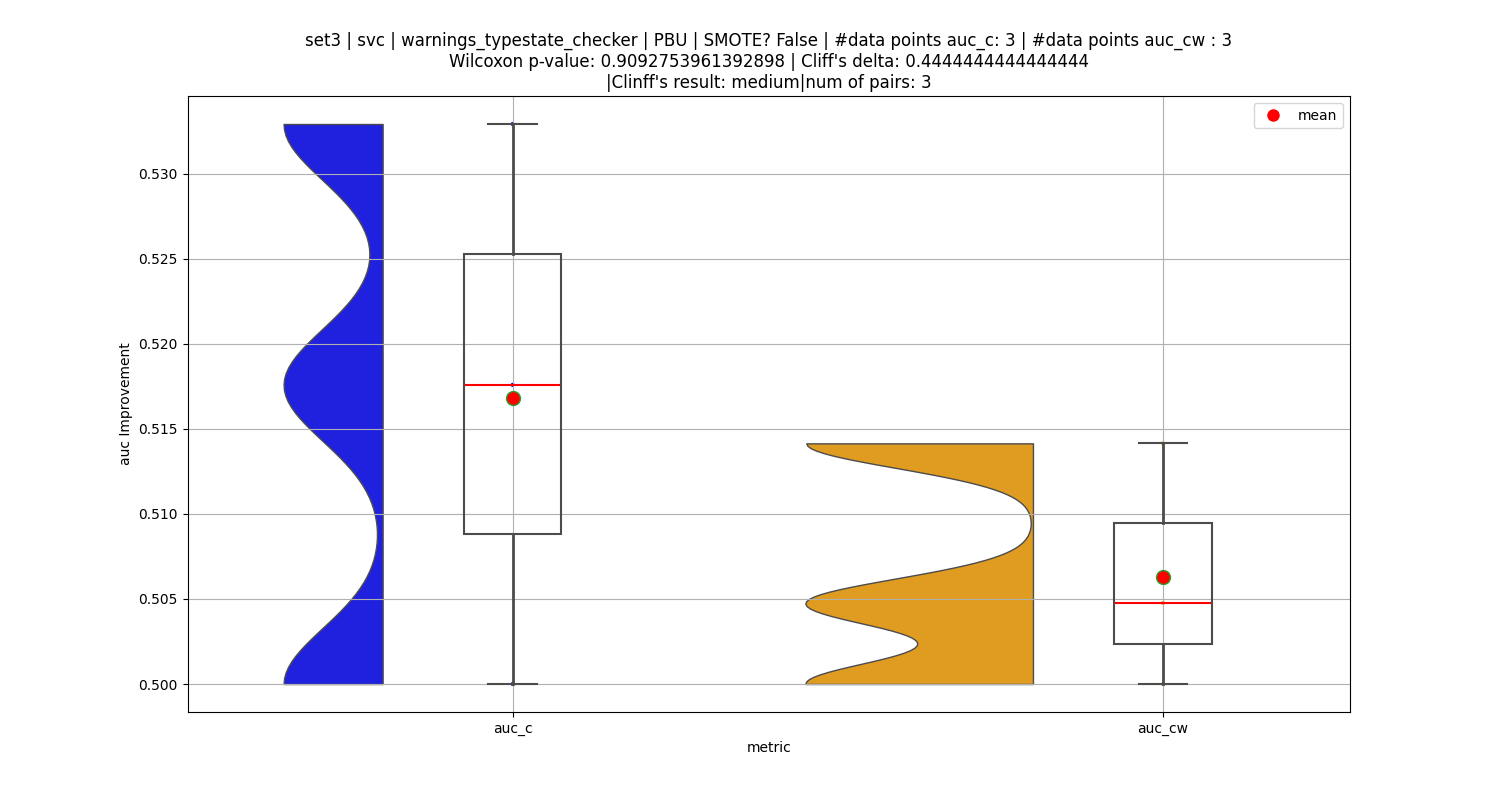 set3 | svc | warnings_typestate_checker | PBU | SMOTE? False | #data points auc_c: 3 | #data points auc_cw : 3
Wilcoxon p-value: 0.9092753961392898 | Cliff's delta: 0.4444444444444444
|Clinff's result: medium|num of pairs: 3
mean
0.530
0.525
0.520
0.515
0.510
0.505
0.500
auc Improvement
auc_c
auc_cw
metric